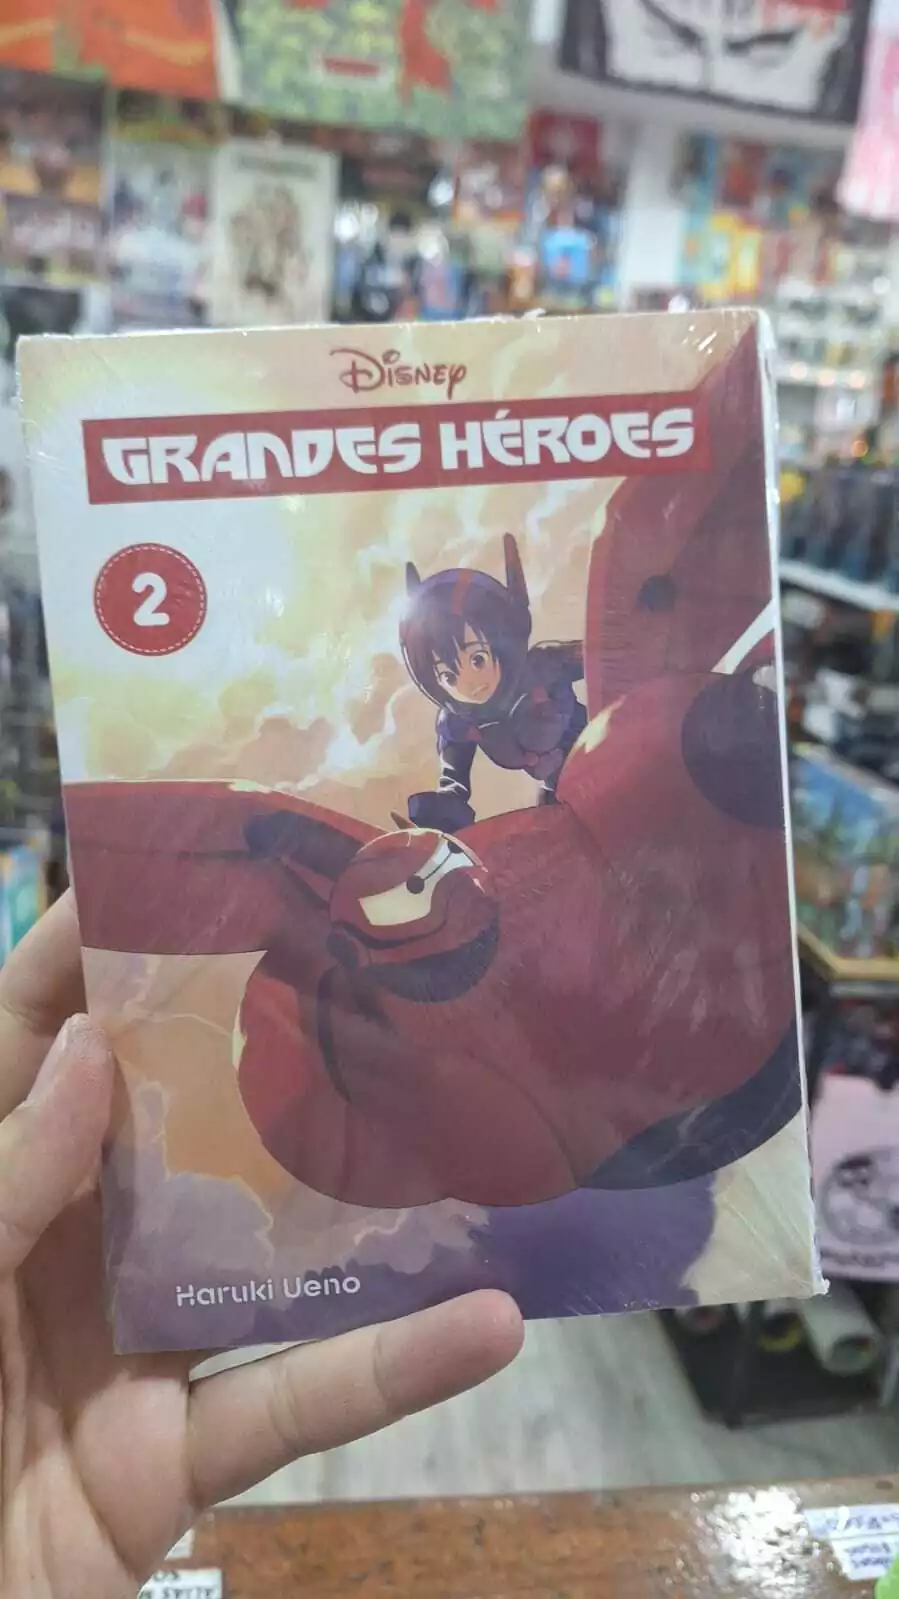 Disney
GRANDES HÉROES
2
Haruki Ueno